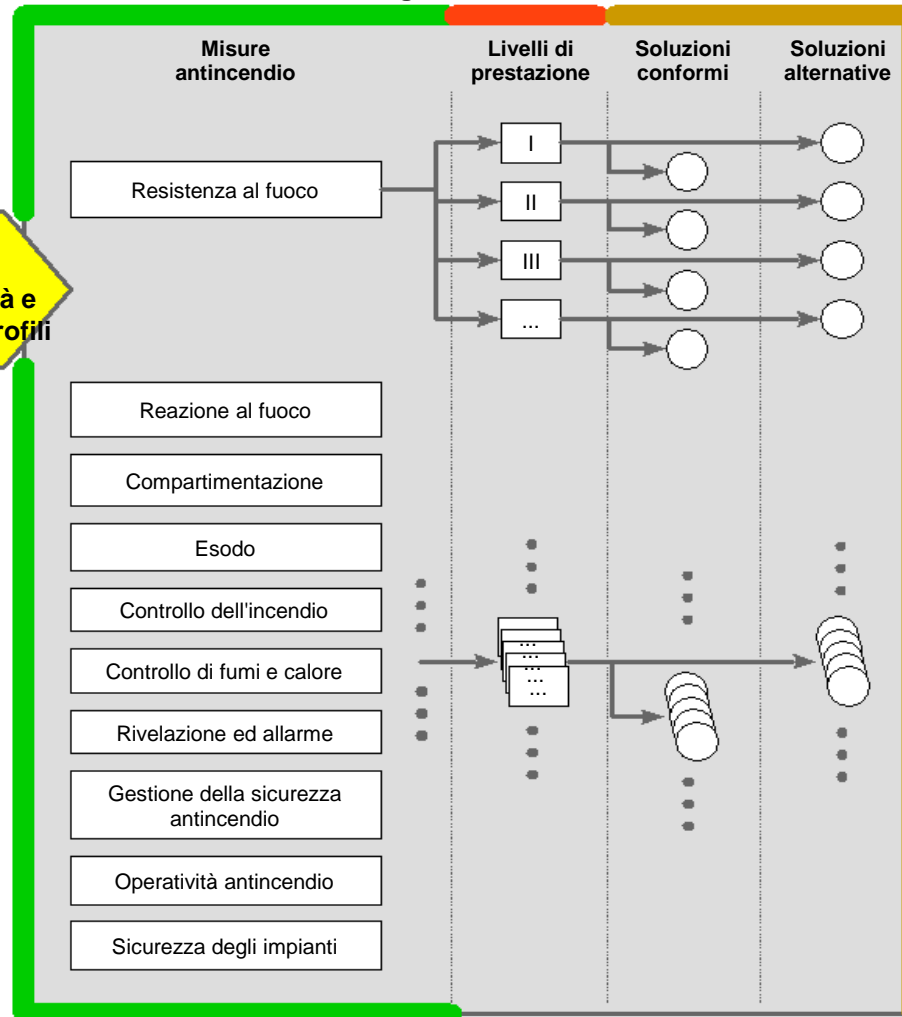 Misure
antincendio
Livelli di
prestazione
Soluzioni
conformi
Soluzioni
alternative
Resistenza al fuoco
I
II
III
...
à e
rofili
Reazione al fuoco
Compartimentazione
Esodo
Controllo dell'incendio
Controllo di fumi e calore
Rivelazione ed allarme
Gestione della sicurezza
antincendio
Operatività antincendio
Sicurezza degli impianti
...
...
...
...
...